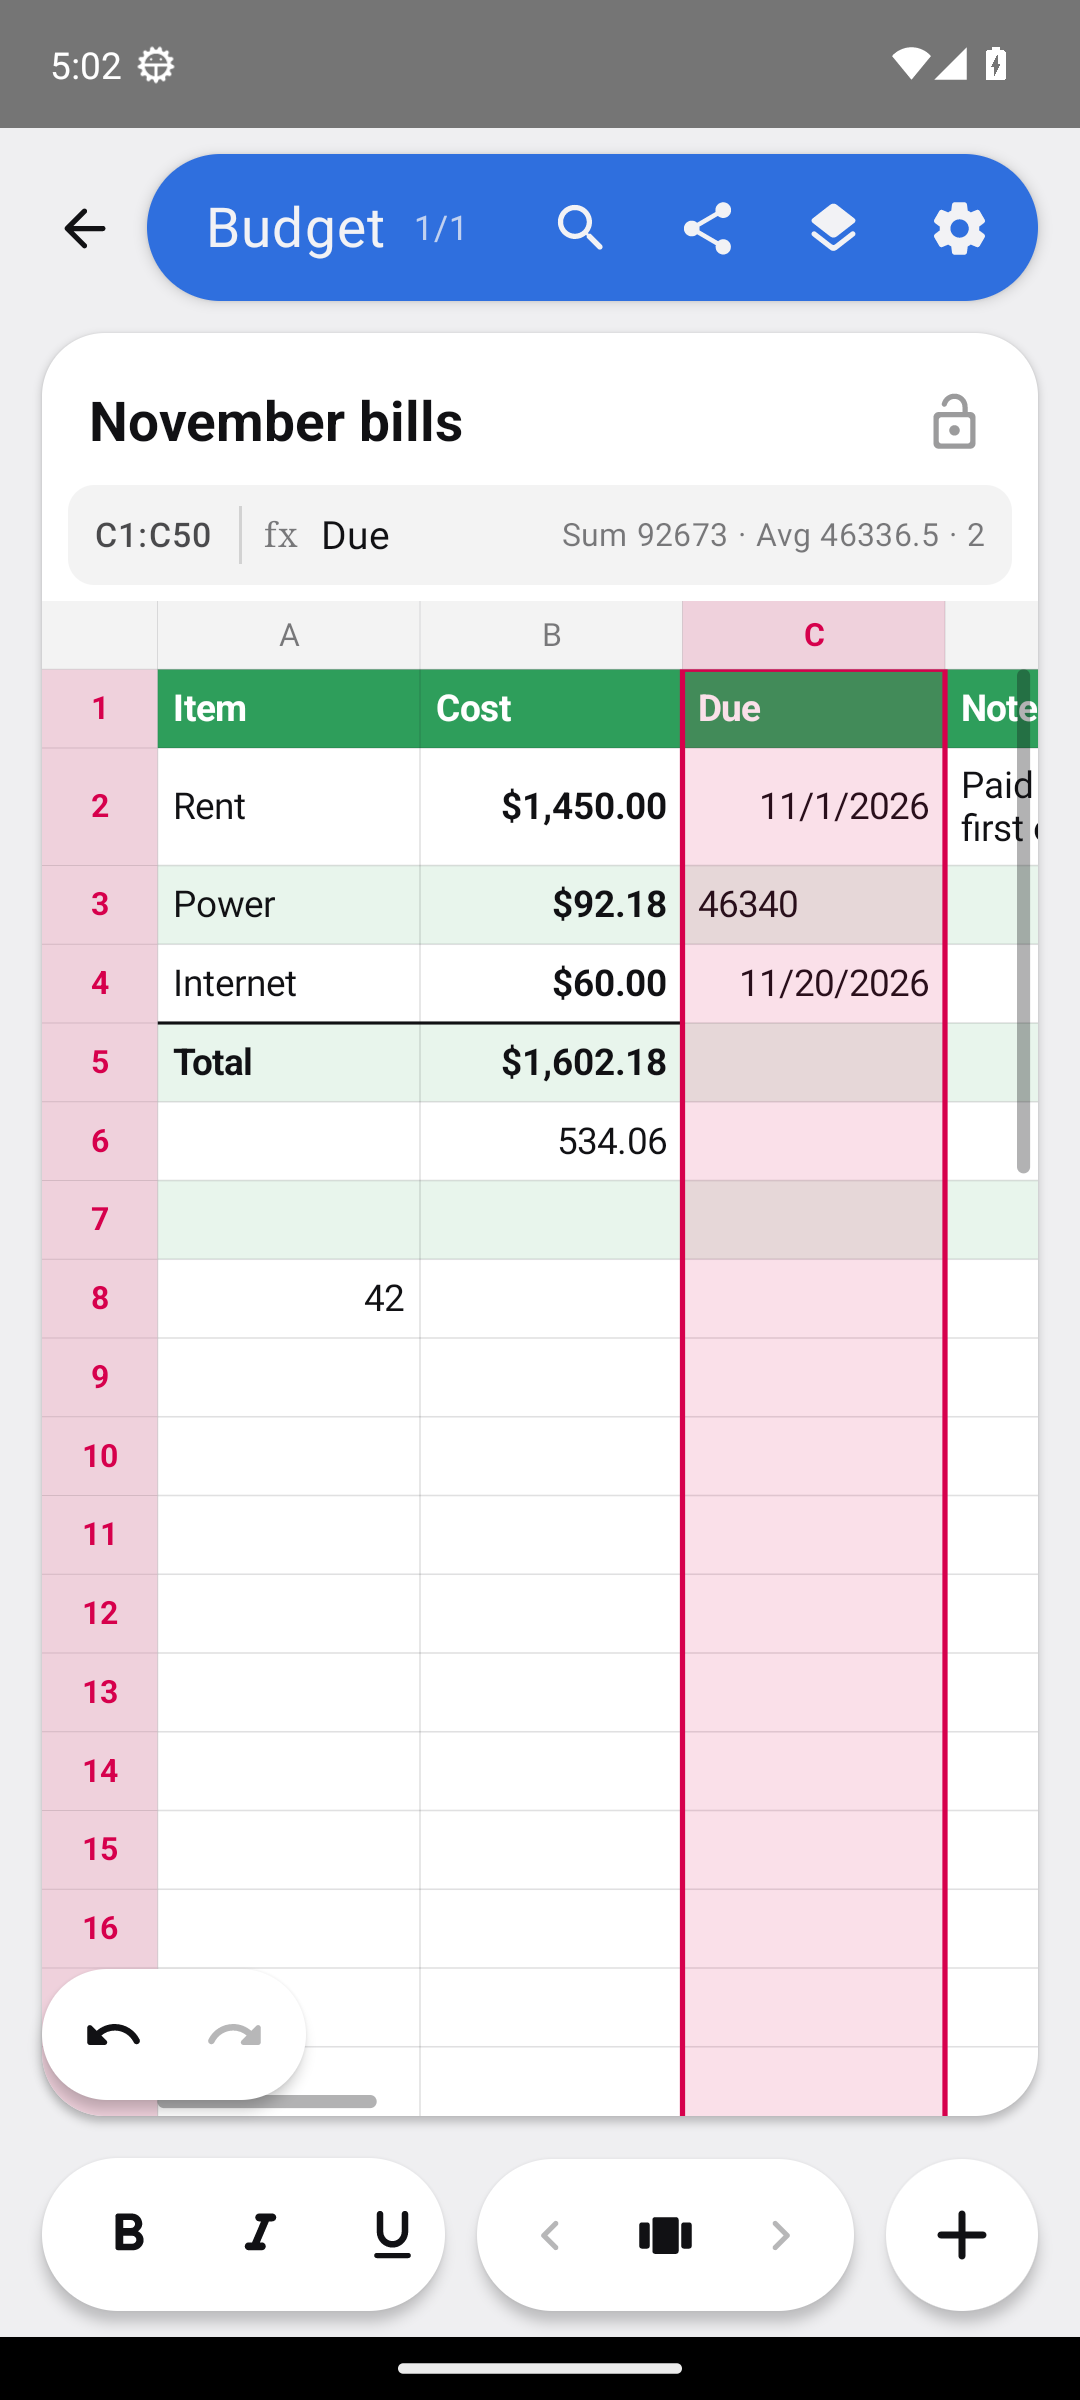 5:02
Budget 1/1
November bills
C1:C50 fx Due Sum 92673 · Avg 46336.5 · 2
A B C
1 Item Cost Due Note
2 Rent $1,450.00 11/1/2026 Paid
first
3 Power $92.18 46340
4 Internet $60.00 11/20/2026
5 Total $1,602.18
6 534.06
7
8 42
9
10
11
12
13
14
15
16
B I U